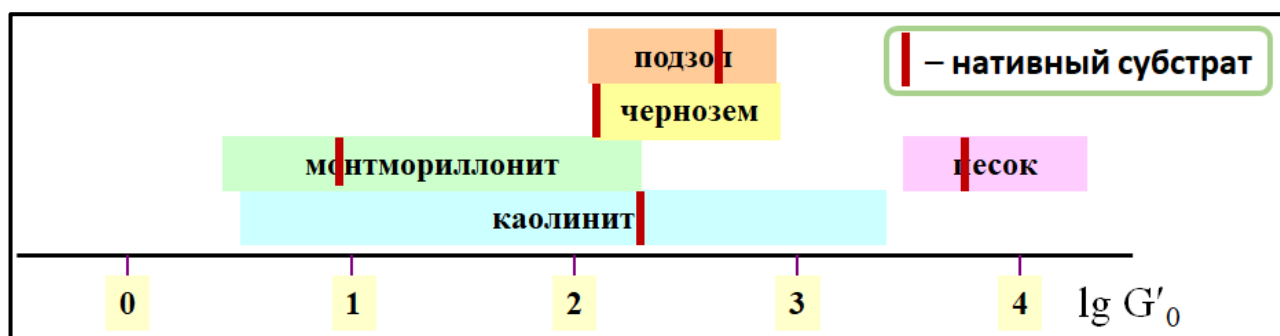 подзол
– нативный субстрат
чернозем
монтмориллонит
песок
каолинит
0 1 2 3 4 lg G′₀